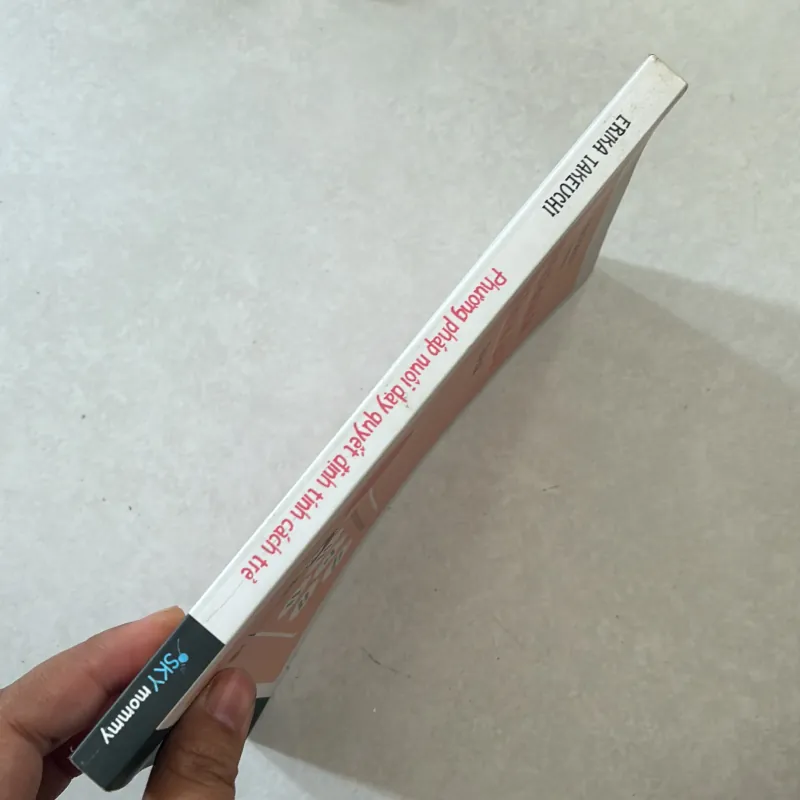 ERIKA TAKEUCHI
Phương pháp nuôi dạy quyết định tính cách trẻ
SKY mommy